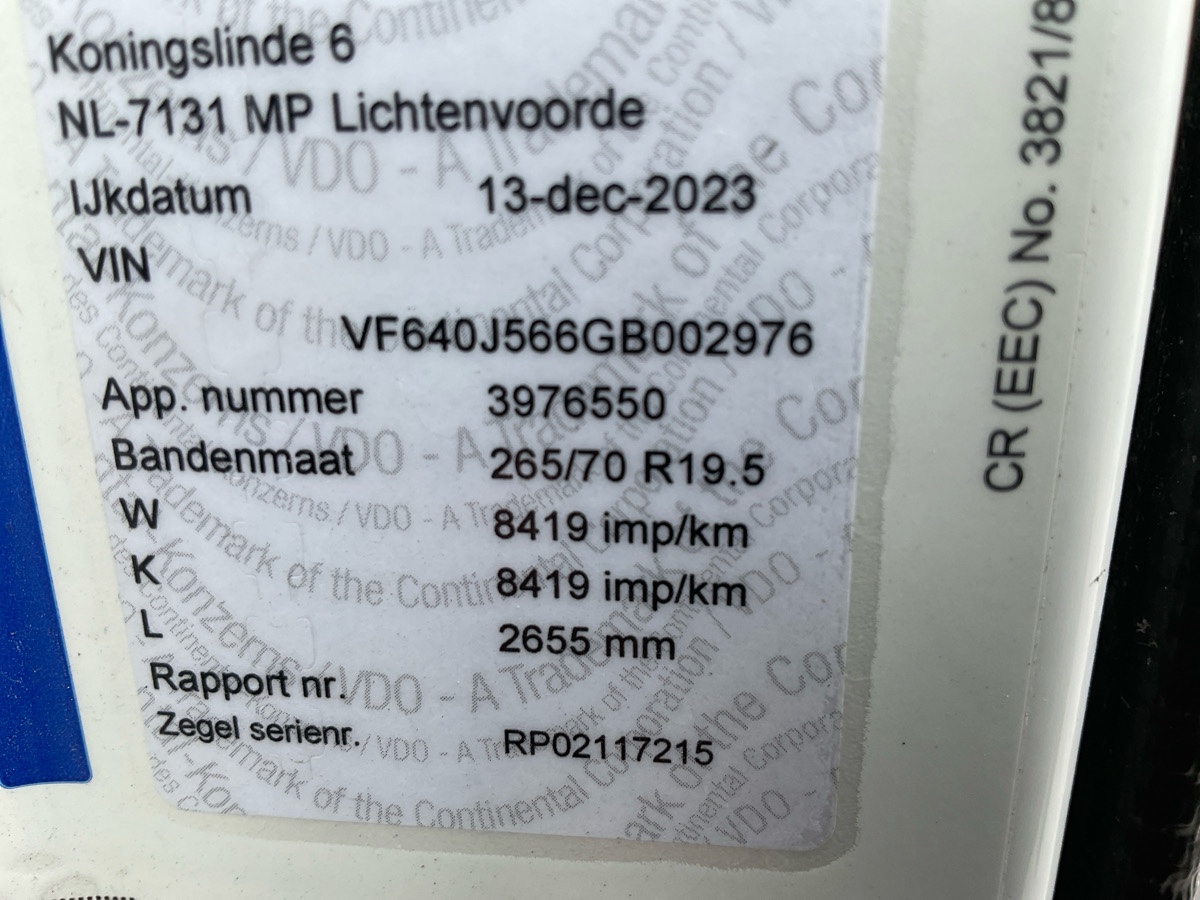 Koningslinde 6
NL-7131 MP Lichtenvoorde
IJkdatum 13-dec-2023
VIN
VF640J566GB002976
App. nummer 3976550
Bandenmaat 265/70 R19.5
W 8419 imp/km
K 8419 imp/km
L 2655 mm
Rapport nr.
Zegel serienr. RP02117215
CR (EEC) No. 3821/8